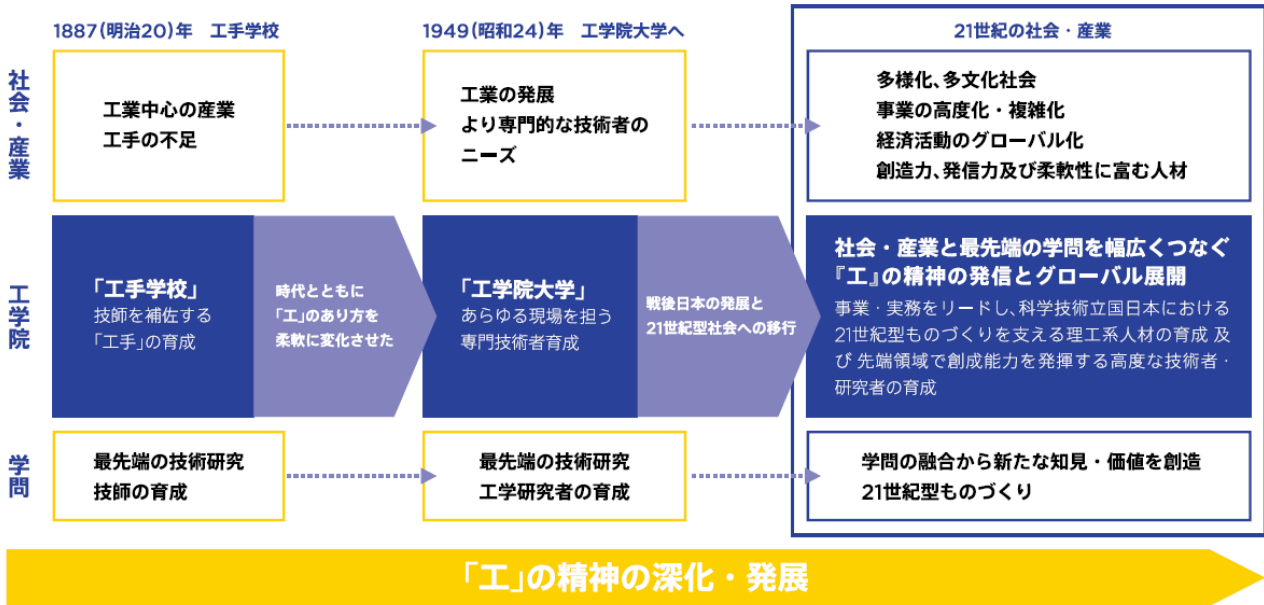 1887(明治20)年　工手学校
1949(昭和24)年　工学院大学へ
21世紀の社会・産業
社会・産業
工業中心の産業
工手の不足
工業の発展
より専門的な技術者の
ニーズ
多様化、多文化社会
事業の高度化・複雑化
経済活動のグローバル化
創造力、発信力及び柔軟性に富む人材
工学院
「工手学校」
技師を補佐する
「工手」の育成
時代とともに
「工」のあり方を
柔軟に変化させた
「工学院大学」
あらゆる現場を担う
専門技術者育成
戦後日本の発展と
21世紀型社会への移行
社会・産業と最先端の学問を幅広くつなぐ
『工』の精神の発信とグローバル展開
事業・実務をリードし、科学技術立国日本における
21世紀型ものづくりを支える理工系人材の育成 及
び 先端領域で創成能力を発揮する高度な技術者・
研究者の育成
学問
最先端の技術研究
技師の育成
最先端の技術研究
工学研究者の育成
学問の融合から新たな知見・価値を創造
21世紀型ものづくり
「工」の精神の深化・発展